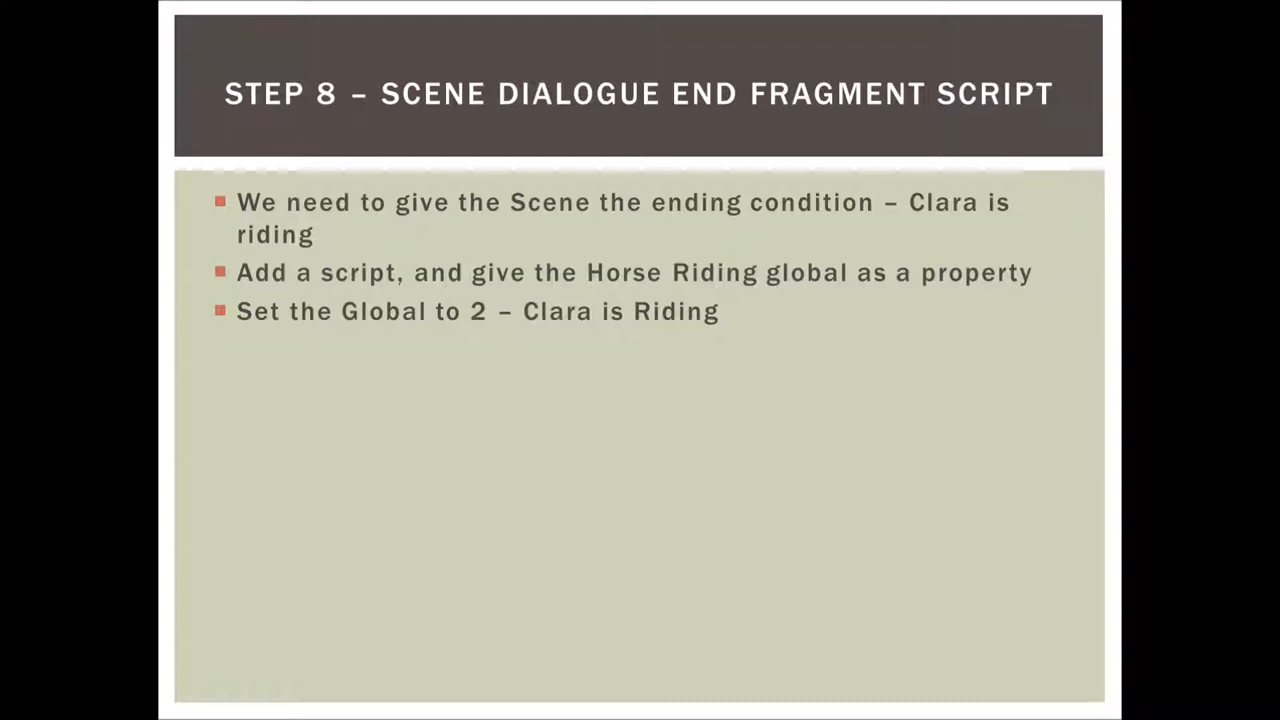 STEP 8 – SCENE DIALOGUE END FRAGMENT SCRIPT
We need to give the Scene the ending condition – Clara is
riding
Add a script, and give the Horse Riding global as a property
Set the Global to 2 – Clara is Riding